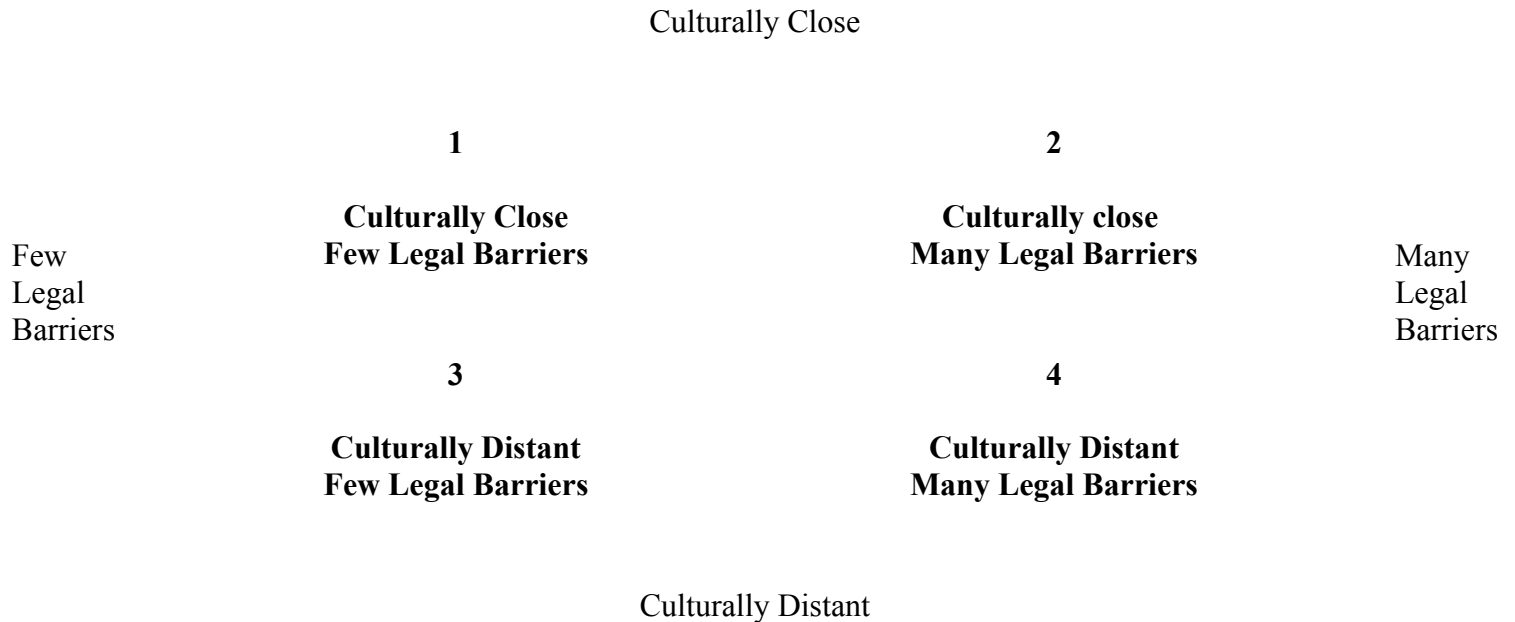 Culturally Close
1
Culturally Close
Few Legal Barriers
2
Culturally close
Many Legal Barriers
Few
Legal
Barriers
Many
Legal
Barriers
3
Culturally Distant
Few Legal Barriers
4
Culturally Distant
Many Legal Barriers
Culturally Distant